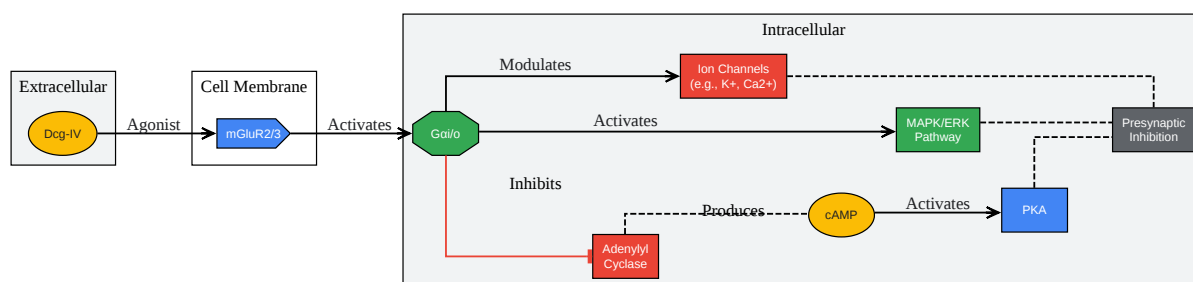 Extracellular
Dcg-IV
Agonist
Cell Membrane
mGluR2/3
Activates
Intracellular
Gαi/o
Modulates
Ion Channels
(e.g., K+, Ca2+)
Activates
MAPK/ERK
Pathway
Presynaptic
Inhibition
Inhibits
Adenylyl
Cyclase
Produces
cAMP
Activates
PKA